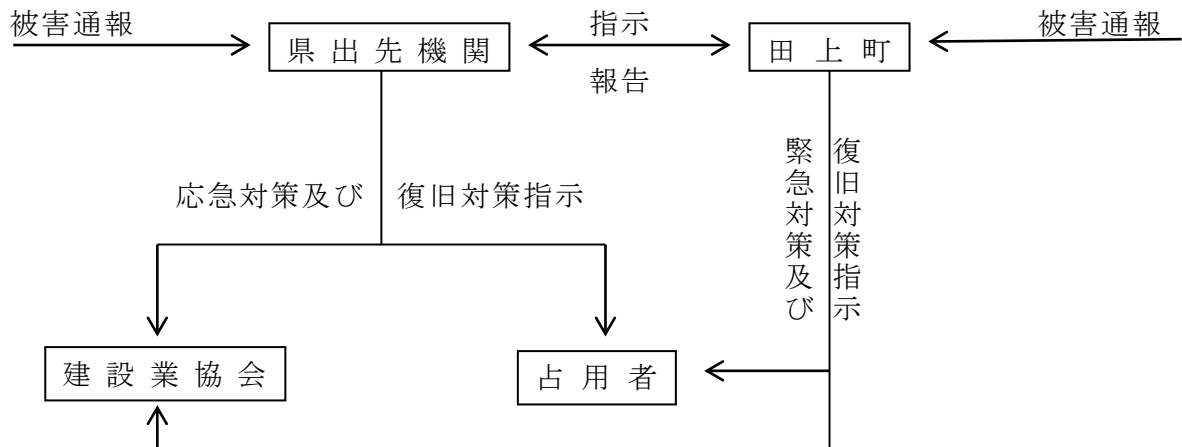 被害通報
県出先機関
指示
報告
田上町
被害通報
応急対策及び
復旧対策指示
緊急対策及び
復旧対策指示
建設業協会
占用者